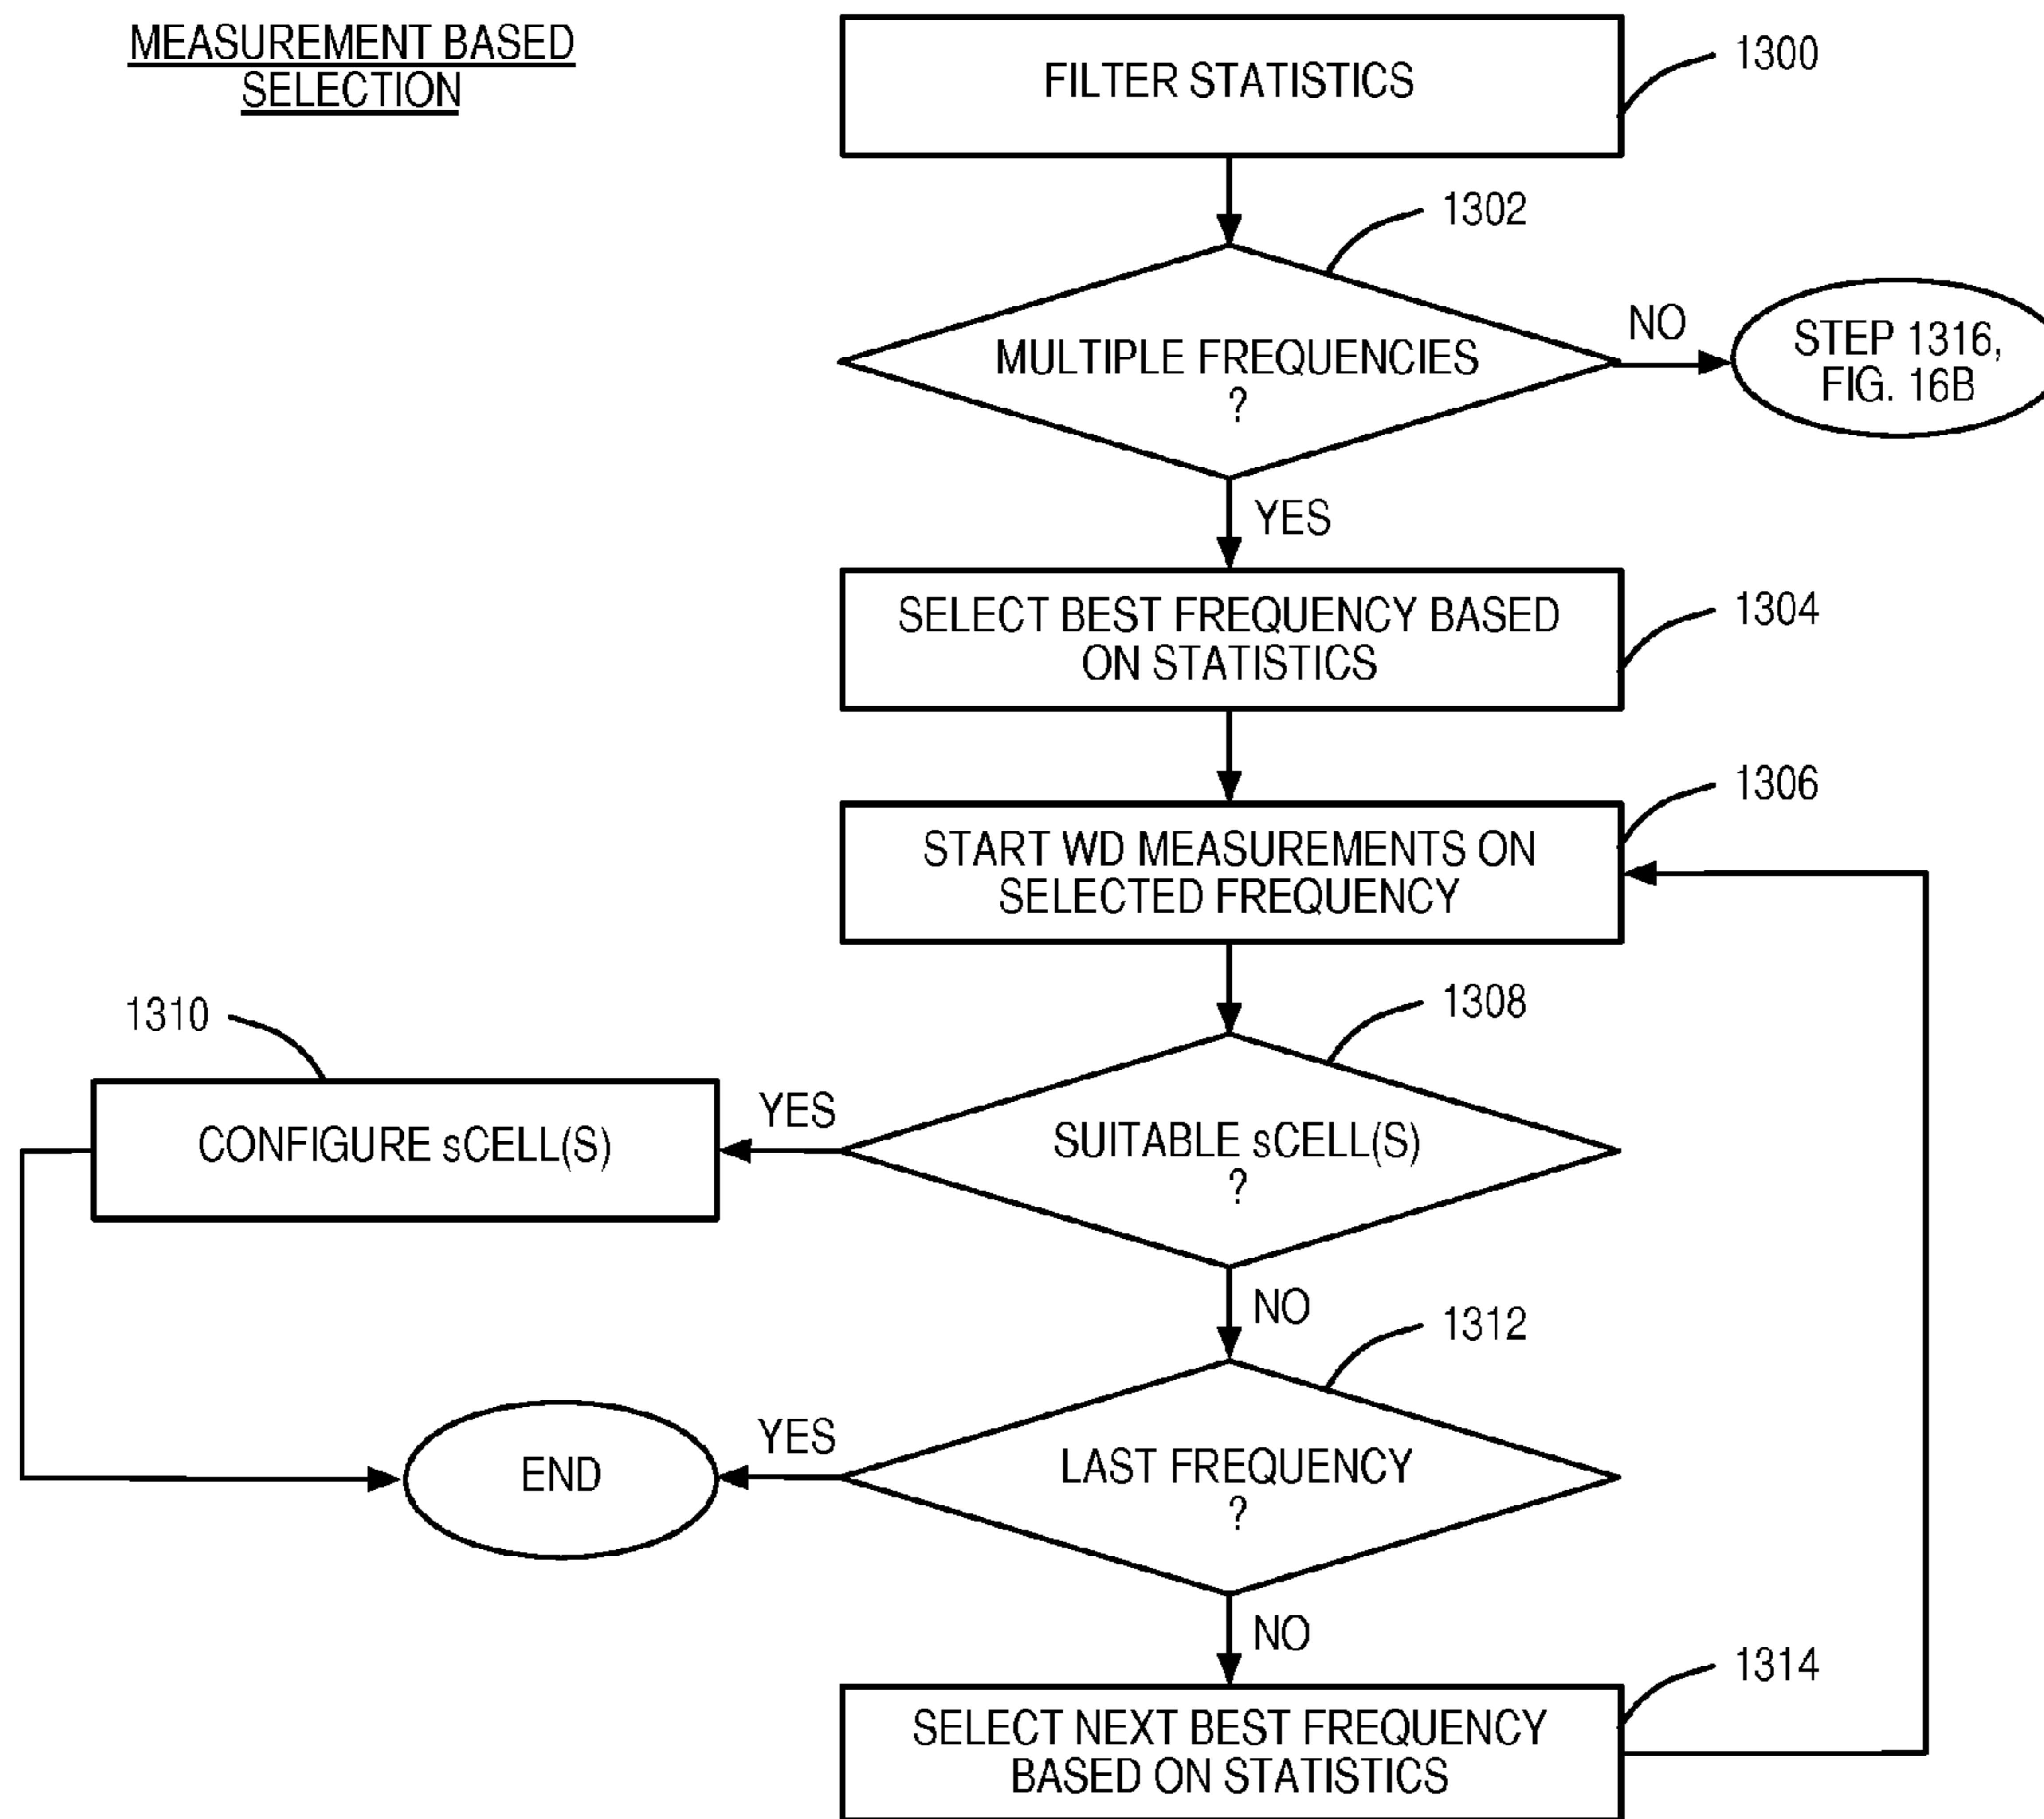 MEASUREMENT BASED
SELECTION
FILTER STATISTICS
1300
1302
MULTIPLE FREQUENCIES
?
NO
STEP 1316,
FIG. 16B
YES
SELECT BEST FREQUENCY BASED
ON STATISTICS
1304
START WD MEASUREMENTS ON
SELECTED FREQUENCY
1306
1308
SUITABLE sCELL(S)
?
YES
1310
CONFIGURE sCELL(S)
NO
1312
LAST FREQUENCY
?
YES
END
NO
SELECT NEXT BEST FREQUENCY
BASED ON STATISTICS
1314